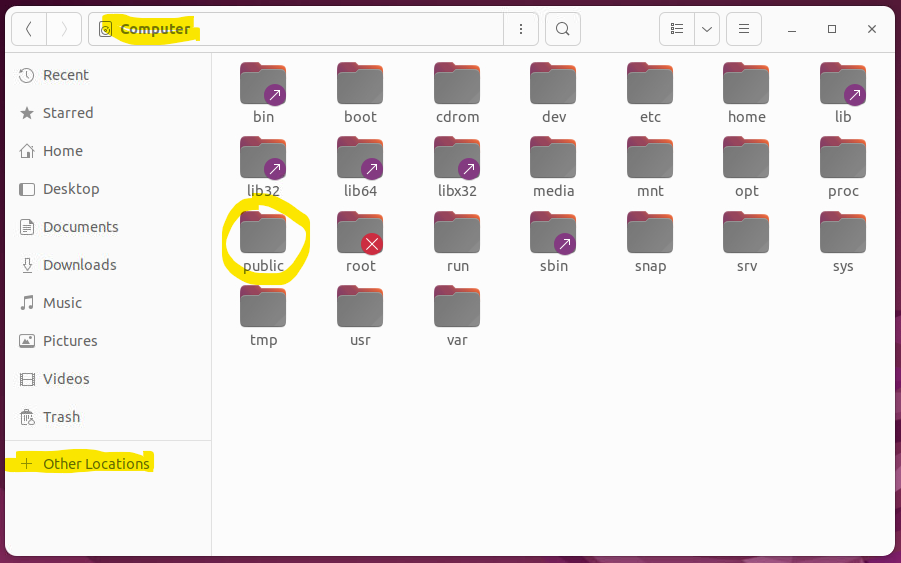 Computer
Recent
Starred
Home
Desktop
Documents
Downloads
Music
Pictures
Videos
Trash
Other Locations
bin boot cdrom dev etc home lib
lib32 lib64 libx32 media mnt opt proc
public root run sbin snap srv sys
tmp usr var